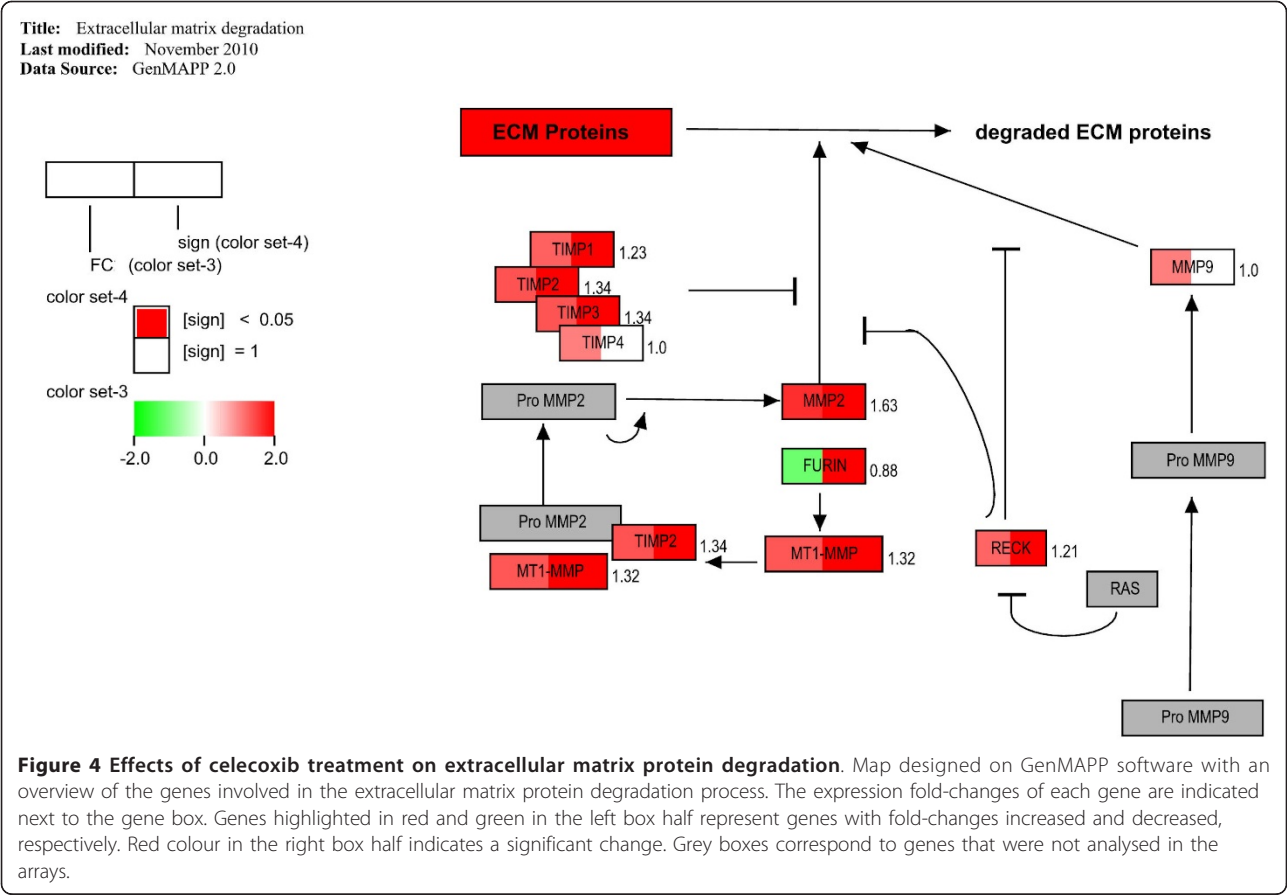 Title: Extracellular matrix degradation
Last modified: November 2010
Data Source: GenMAPP 2.0
ECM Proteins
degraded ECM proteins
sign (color set-4)
FC (color set-3)
color set-4
[sign] < 0.05
[sign] = 1
color set-3
-2.0 0.0 2.0
TIMP1 1.23
TIMP2 1.34
TIMP3 1.34
TIMP4 1.0
MMP9 1.0
Pro MMP2
MMP2 1.63
FURIN 0.88
Pro MMP9
Pro MMP2
TIMP2 1.34
MT1-MMP 1.32
MT1-MMP 1.32
RECK 1.21
RAS
Pro MMP9
Figure 4 Effects of celecoxib treatment on extracellular matrix protein degradation. Map designed on GenMAPP software with an
overview of the genes involved in the extracellular matrix protein degradation process. The expression fold-changes of each gene are indicated
next to the gene box. Genes highlighted in red and green in the left box half represent genes with fold-changes increased and decreased,
respectively. Red colour in the right box half indicates a significant change. Grey boxes correspond to genes that were not analysed in the
arrays.